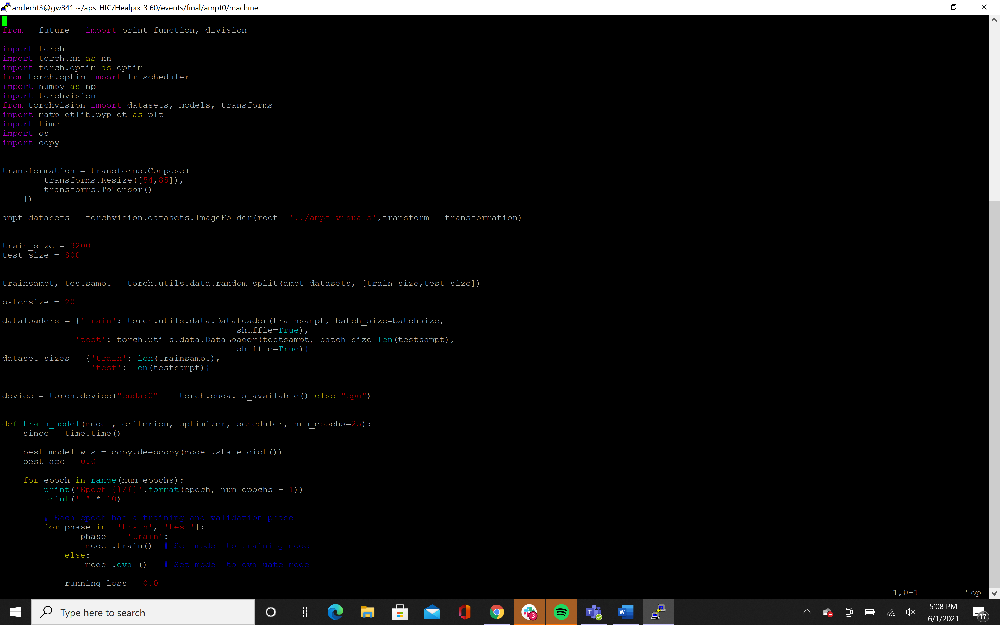 anderht3@gw341:~/aps_HIC/Healpix_3.60/events/final/ampt0/machine
from __future__ import print_function, division
import torch
import torch.nn as nn
import torch.optim as optim
from torch.optim import lr_scheduler
import numpy as np
import torchvision
from torchvision import datasets, models, transforms
import matplotlib.pyplot as plt
import time
import os
import copy
transformation = transforms.Compose([
        transforms.Resize([54,85]),
        transforms.ToTensor()
    ])
ampt_datasets = torchvision.datasets.ImageFolder(root= '../ampt_visuals',transform = transformation)
train_size = 3200
test_size = 800
trainsampt, testsampt = torch.utils.data.random_split(ampt_datasets, [train_size,test_size])
batchsize = 20
dataloaders = {'train': torch.utils.data.DataLoader(trainsampt, batch_size=batchsize,
                                             shuffle=True),
              'test': torch.utils.data.DataLoader(testsampt, batch_size=len(testsampt),
                                             shuffle=True)}
dataset_sizes = {'train': len(trainsampt),
                 'test': len(testsampt)}
device = torch.device("cuda:0" if torch.cuda.is_available() else "cpu")
def train_model(model, criterion, optimizer, scheduler, num_epochs=25):
    since = time.time()
    best_model_wts = copy.deepcopy(model.state_dict())
    best_acc = 0.0
    for epoch in range(num_epochs):
        print('Epoch {}/{}'.format(epoch, num_epochs - 1))
        print('-' * 10)
        # Each epoch has a training and validation phase
        for phase in ['train', 'test']:
            if phase == 'train':
                model.train()  # Set model to training mode
            else:
                model.eval()   # Set model to evaluate mode
            running_loss = 0.0
1,0-1 Top
Type here to search
3
T
W
5:08 PM
6/1/2021
17